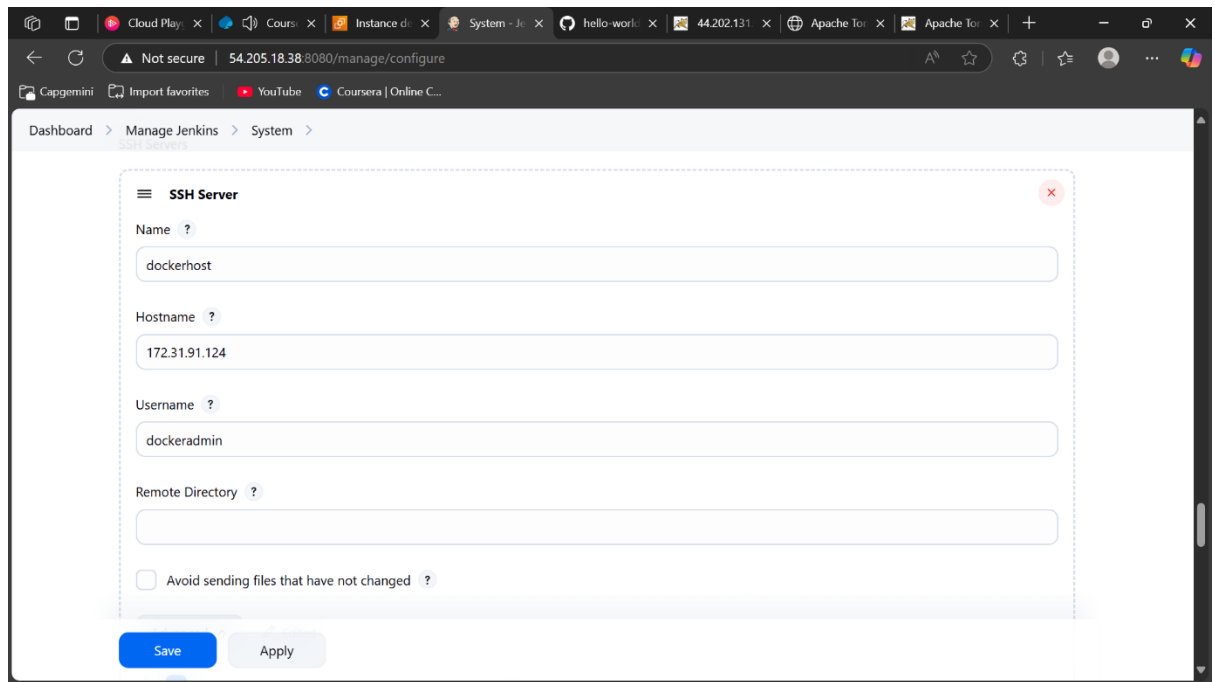 Cloud Play
Course
Instance de
System - Je
hello-world
44.202.131.
Apache Tor
Apache Tor
Not secure
54.205.18.38:8080/manage/configure
Capgemini
Import favorites
YouTube
Coursera | Online C...
Dashboard > Manage Jenkins > System >
SSH Servers
SSH Server
Name ?
dockerhost
Hostname ?
172.31.91.124
Username ?
dockeradmin
Remote Directory ?
Avoid sending files that have not changed ?
Save
Apply